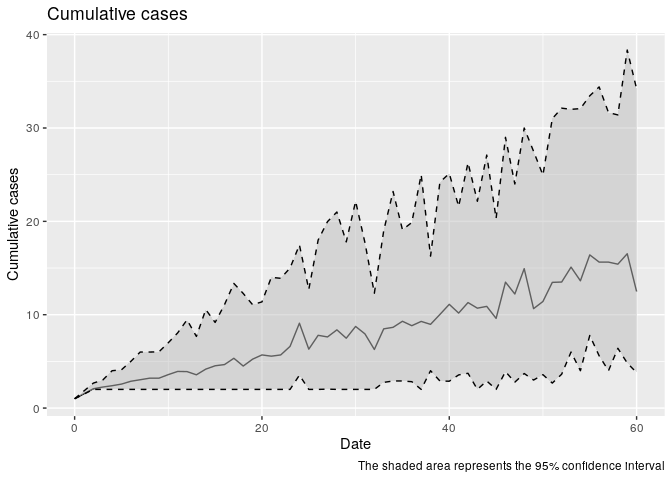 Cumulative cases
40
30
20
10
0
Cumulative cases
0
20
40
60
Date
The shaded area represents the 95% confidence interval